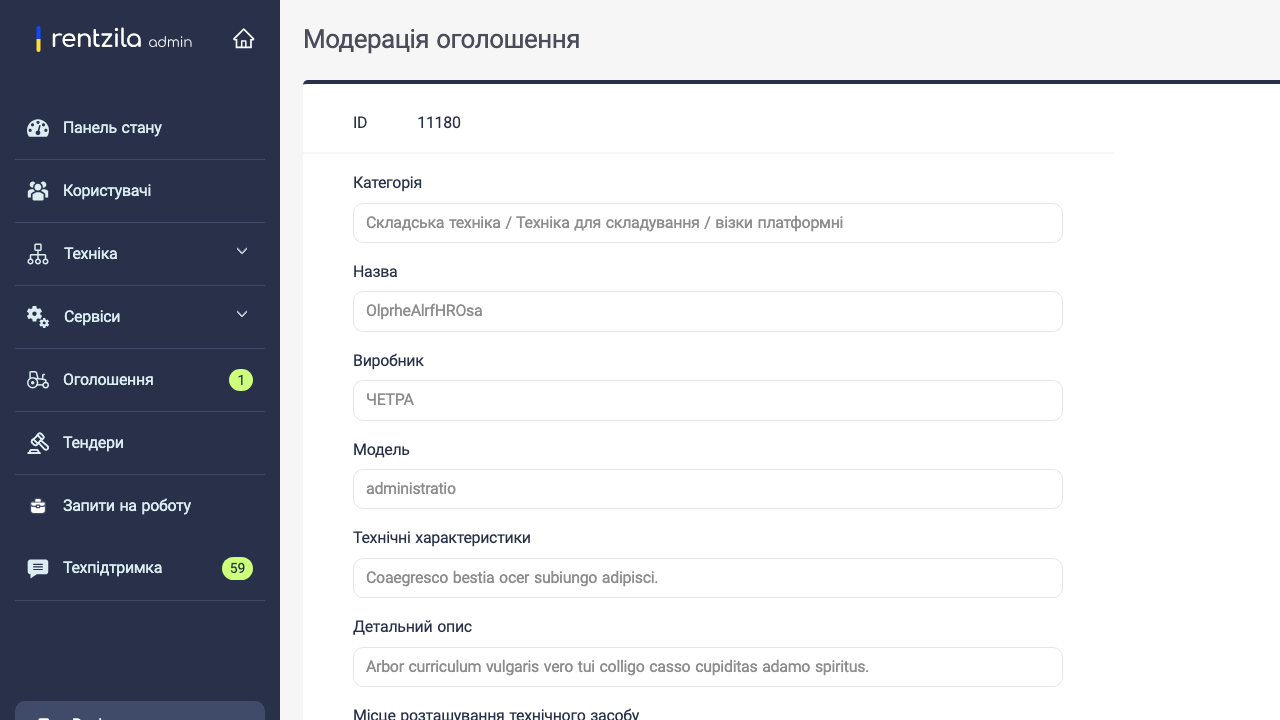 rentzila admin
Панель стану
Користувачі
Техніка
Сервіси
Оголошення 1
Тендери
Запити на роботу
Техпідтримка 59
Модерація оголошення
ID 11180
Категорія
Складська техніка / Техніка для складування / візки платформні
Назва
OlprheAlrfHROsa
Виробник
ЧЕТРА
Модель
administratio
Технічні характеристики
Coaegresco bestia ocer subiungo adipisci.
Детальний опис
Arbor curriculum vulgaris vero tui colligo casso cupiditas adamo spiritus.
Місце розташування технічного засобу